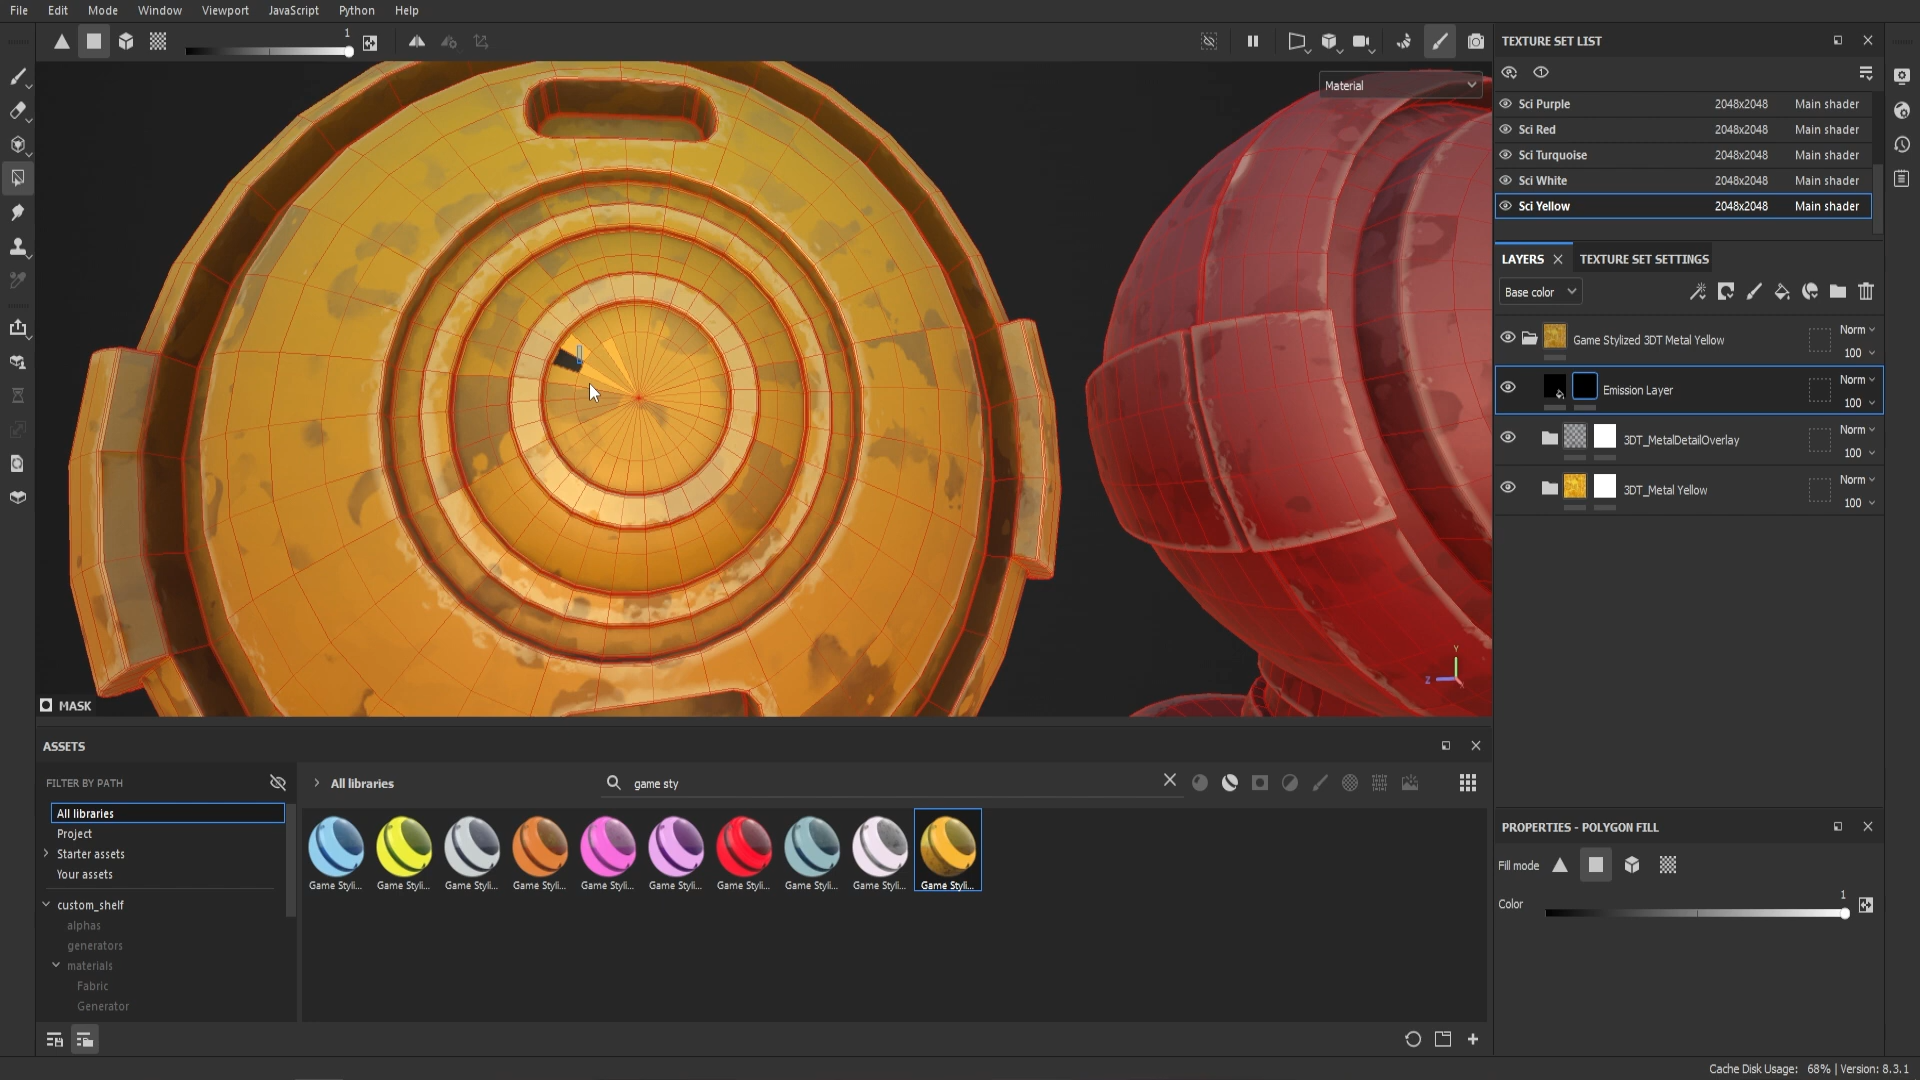 File Edit Mode Window Viewport JavaScript Python Help
1
Material
MASK
Y
Z
TEXTURE SET LIST
Sci Purple 2048x2048 Main shader
Sci Red 2048x2048 Main shader
Sci Turquoise 2048x2048 Main shader
Sci White 2048x2048 Main shader
Sci Yellow 2048x2048 Main shader
LAYERS TEXTURE SET SETTINGS
Base color
Game Stylized 3DT Metal Yellow Norm
100
Emission Layer Norm
100
3DT_MetalDetailOverlay Norm
100
3DT_Metal Yellow Norm
100
ASSETS
FILTER BY PATH
All libraries
Project
Starter assets
Your assets
custom_shelf
alphas
generators
materials
Fabric
Generator
All libraries game sty
Game Styli... Game Styli... Game Styli... Game Styli... Game Styli... Game Styli... Game Styli... Game Styli... Game Styli... Game Styli...
PROPERTIES - POLYGON FILL
Fill mode
1
Color
Cache Disk Usage: 68% | Version: 8.3.1